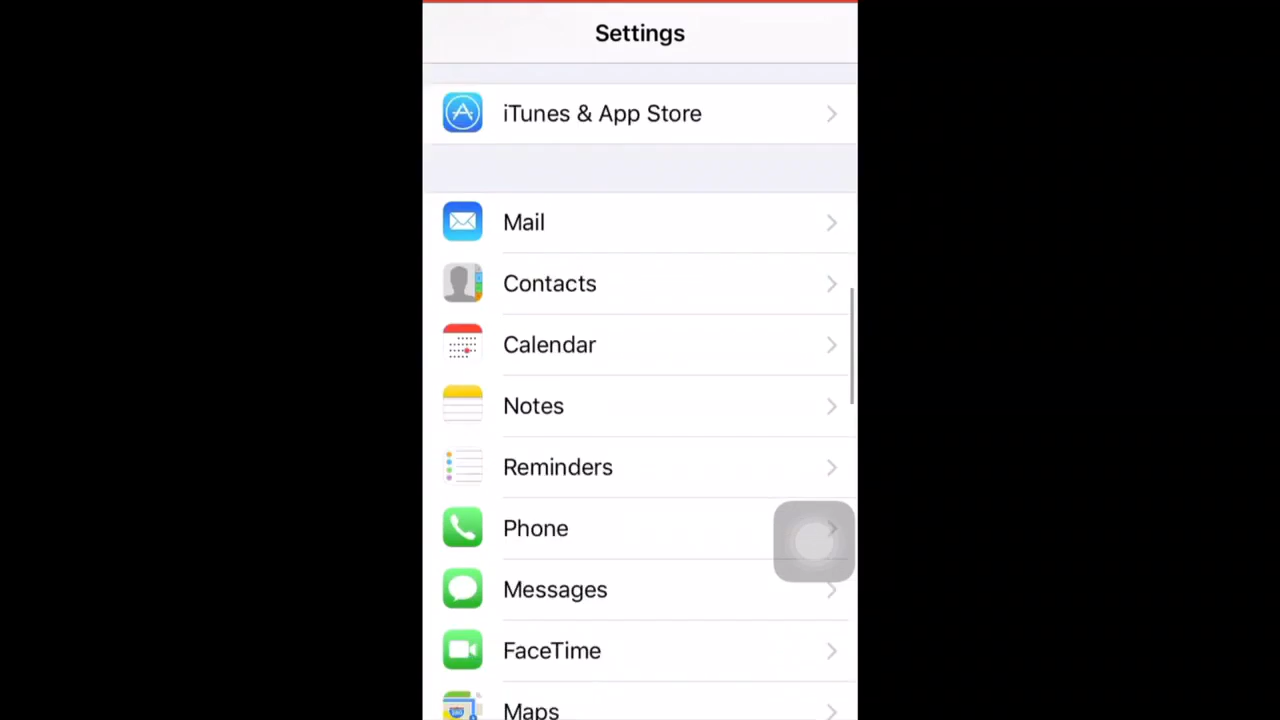 Settings
iTunes & App Store
Mail
Contacts
Calendar
Notes
Reminders
Phone
Messages
FaceTime
Maps